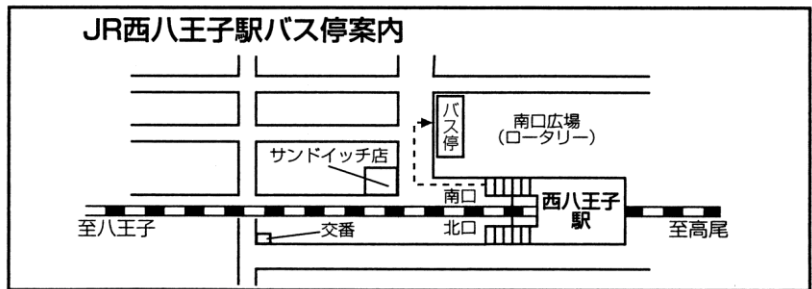 JR西八王子駅バス停案内
バス停
南口広場
(ロータリー)
サンドイッチ店
南口
西八王子
駅
至八王子
交番
北口
至高尾